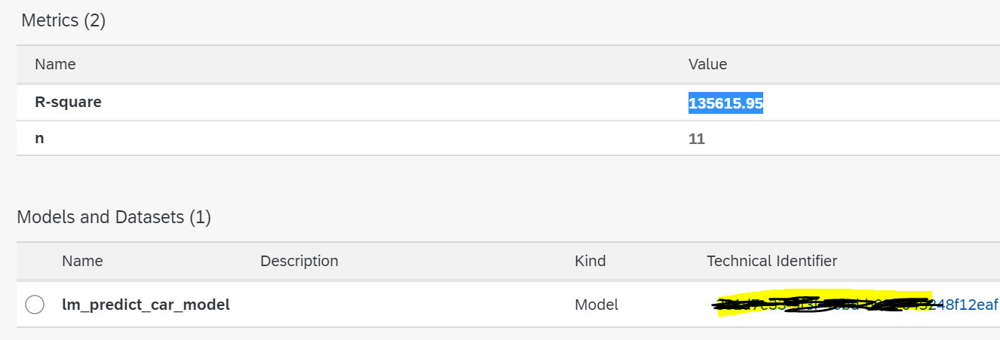 Metrics (2)
Name Value
R-square 135615.95
n 11
Models and Datasets (1)
Name Description Kind Technical Identifier
lm_predict_car_model Model 248f12eaf